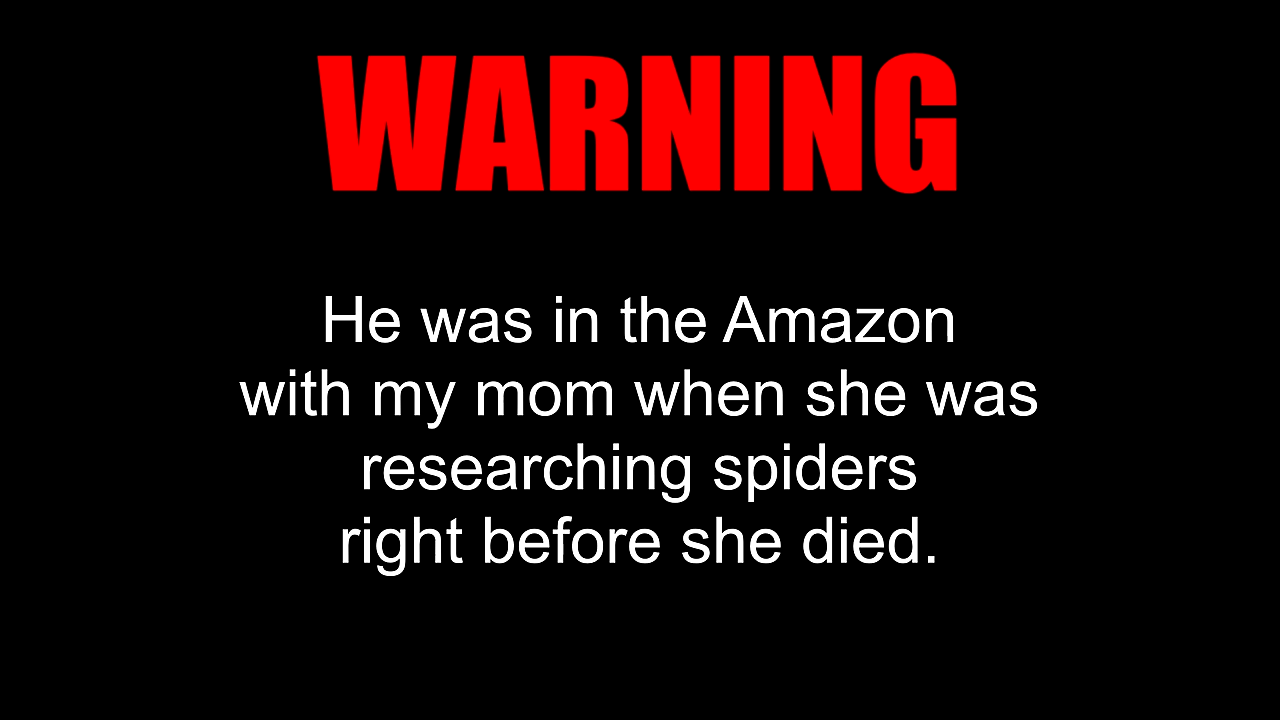 WARNING
He was in the Amazon
with my mom when she was
researching spiders
right before she died.